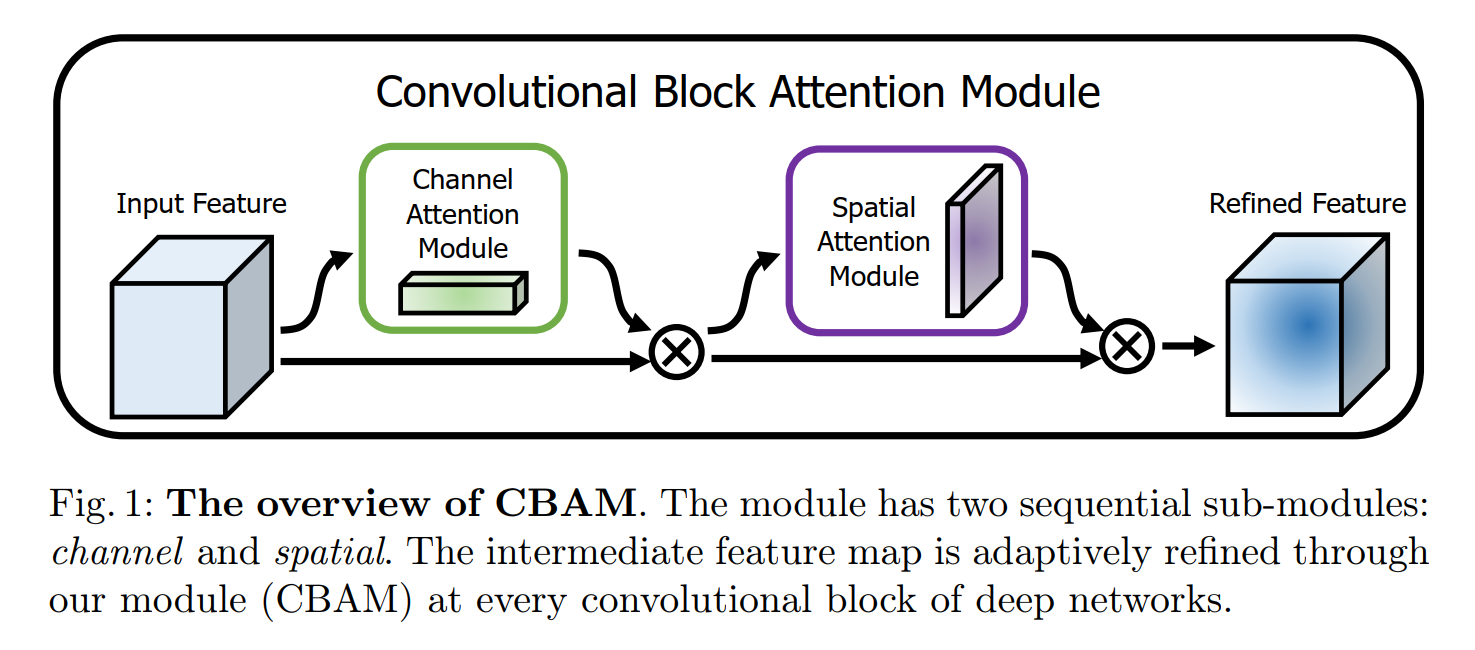 Convolutional Block Attention Module
Input Feature
Channel
Attention
Module
Spatial
Attention
Module
Refined Feature
Fig. 1: The overview of CBAM. The module has two sequential sub-modules:
channel and spatial. The intermediate feature map is adaptively refined through
our module (CBAM) at every convolutional block of deep networks.